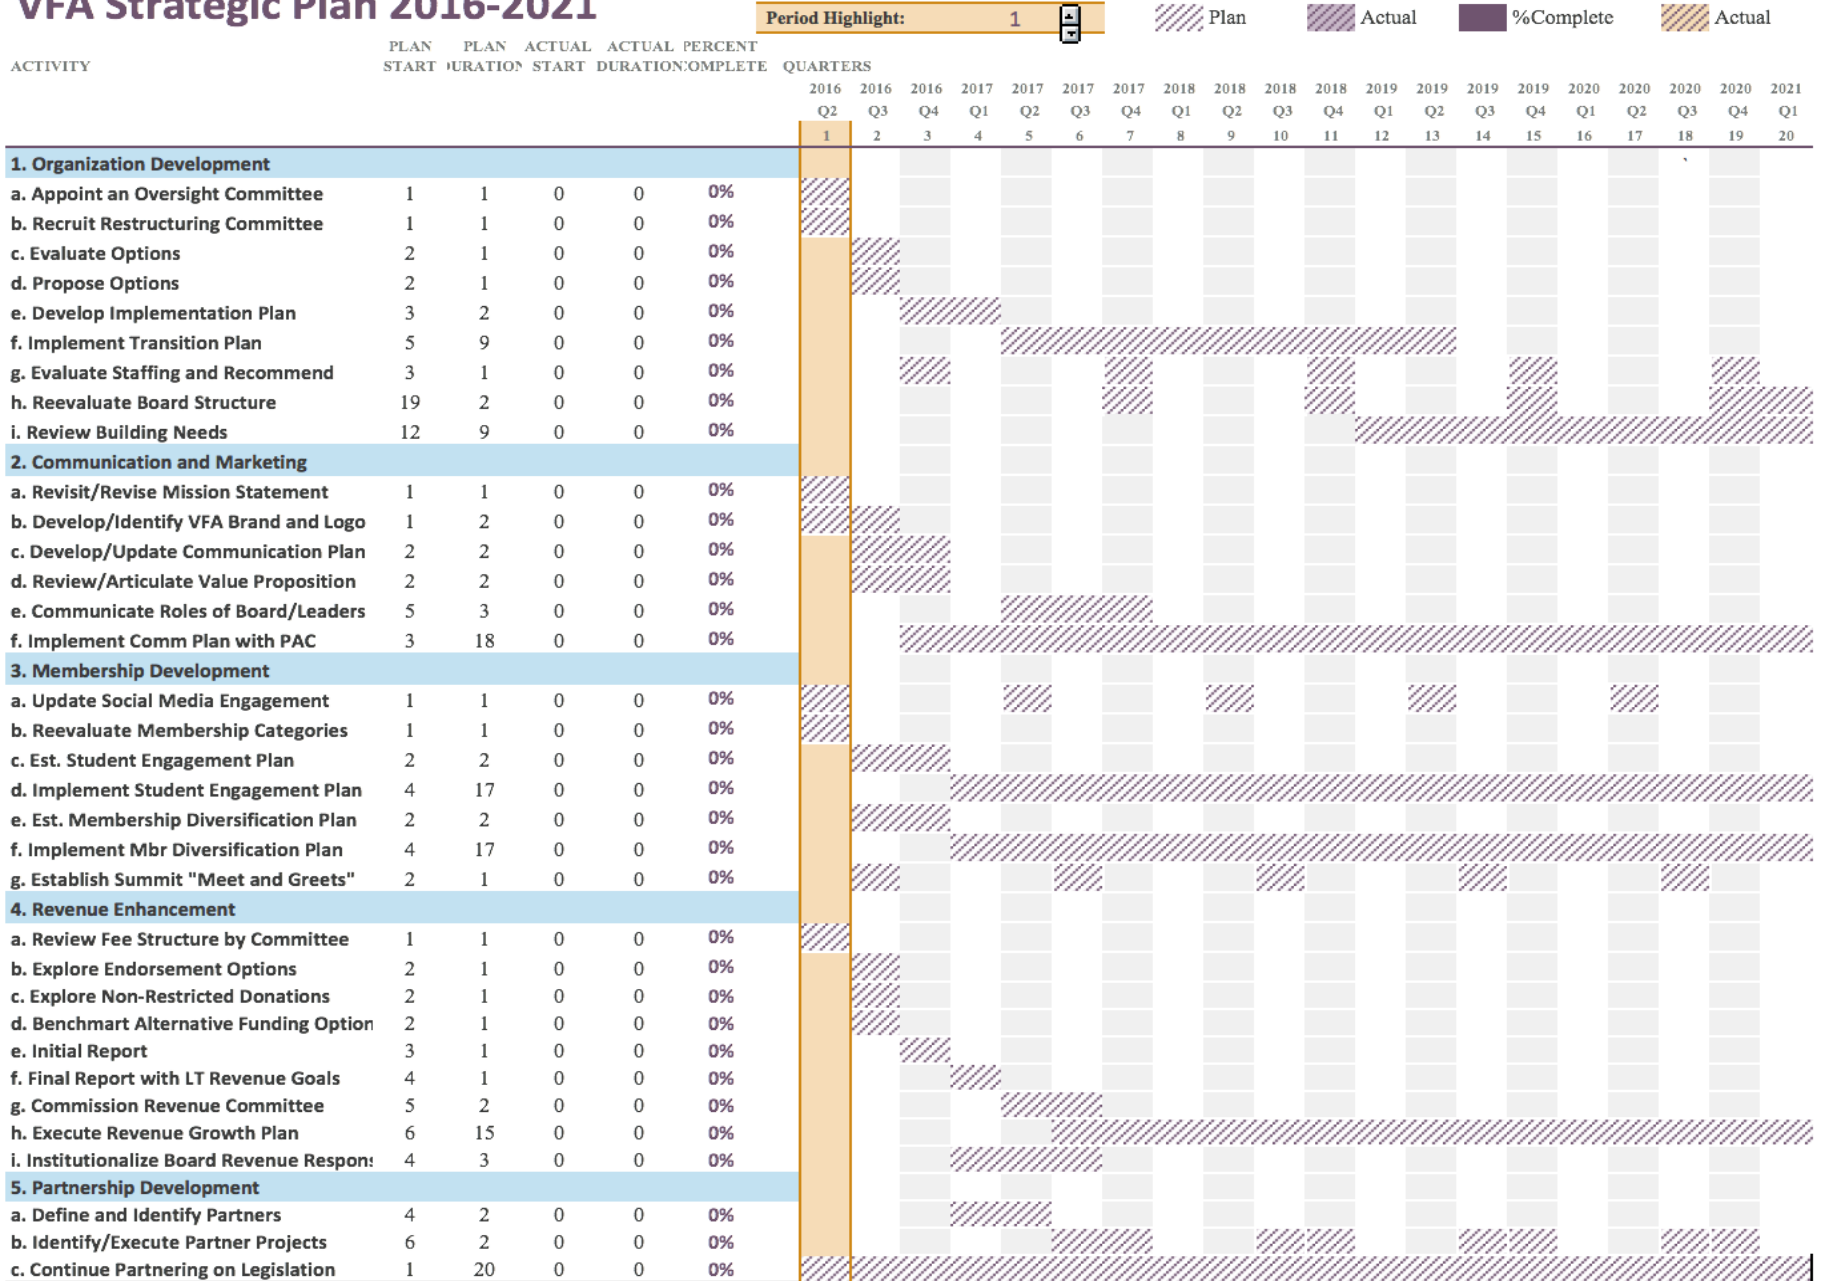 VFA Strategic Plan 2016-2021
Period Highlight: 1 Plan Actual %Complete Actual
PLAN PLAN ACTUAL ACTUAL PERCENT
ACTIVITY START DURATION START DURATION COMPLETE QUARTERS
2016 2016 2016 2017 2017 2017 2017 2018 2018 2018 2018 2019 2019 2019 2019 2020 2020 2020 2020 2021
Q2 Q3 Q4 Q1 Q2 Q3 Q4 Q1 Q2 Q3 Q4 Q1 Q2 Q3 Q4 Q1 Q2 Q3 Q4 Q1
1 2 3 4 5 6 7 8 9 10 11 12 13 14 15 16 17 18 19 20
1. Organization Development
a. Appoint an Oversight Committee 1 1 0 0 0%
b. Recruit Restructuring Committee 1 1 0 0 0%
c. Evaluate Options 2 1 0 0 0%
d. Propose Options 2 1 0 0 0%
e. Develop Implementation Plan 3 2 0 0 0%
f. Implement Transition Plan 5 9 0 0 0%
g. Evaluate Staffing and Recommend 3 1 0 0 0%
h. Reevaluate Board Structure 19 2 0 0 0%
i. Review Building Needs 12 9 0 0 0%
2. Communication and Marketing
a. Revisit/Revise Mission Statement 1 1 0 0 0%
b. Develop/Identify VFA Brand and Logo 1 2 0 0 0%
c. Develop/Update Communication Plan 2 2 0 0 0%
d. Review/Articulate Value Proposition 2 2 0 0 0%
e. Communicate Roles of Board/Leaders 5 3 0 0 0%
f. Implement Comm Plan with PAC 3 18 0 0 0%
3. Membership Development
a. Update Social Media Engagement 1 1 0 0 0%
b. Reevaluate Membership Categories 1 1 0 0 0%
c. Est. Student Engagement Plan 2 2 0 0 0%
d. Implement Student Engagement Plan 4 17 0 0 0%
e. Est. Membership Diversification Plan 2 2 0 0 0%
f. Implement Mbr Diversification Plan 4 17 0 0 0%
g. Establish Summit "Meet and Greets" 2 1 0 0 0%
4. Revenue Enhancement
a. Review Fee Structure by Committee 1 1 0 0 0%
b. Explore Endorsement Options 2 1 0 0 0%
c. Explore Non-Restricted Donations 2 1 0 0 0%
d. Benchmart Alternative Funding Option 2 1 0 0 0%
e. Initial Report 3 1 0 0 0%
f. Final Report with LT Revenue Goals 4 1 0 0 0%
g. Commission Revenue Committee 5 2 0 0 0%
h. Execute Revenue Growth Plan 6 15 0 0 0%
i. Institutionalize Board Revenue Respons 4 3 0 0 0%
5. Partnership Development
a. Define and Identify Partners 4 2 0 0 0%
b. Identify/Execute Partner Projects 6 2 0 0 0%
c. Continue Partnering on Legislation 1 20 0 0 0%